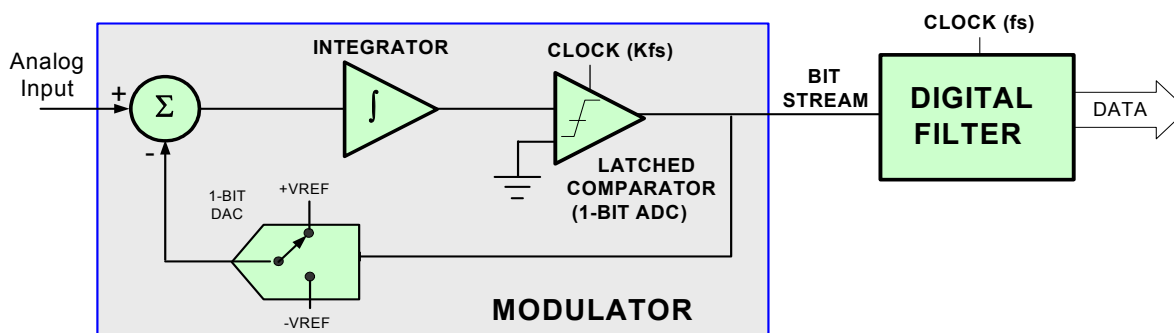 Analog
Input
+
-
Σ
INTEGRATOR
∫
CLOCK (Kfs)
LATCHED
COMPARATOR
(1-BIT ADC)
1-BIT
DAC
+VREF
-VREF
MODULATOR
BIT
STREAM
CLOCK (fs)
DIGITAL
FILTER
DATA